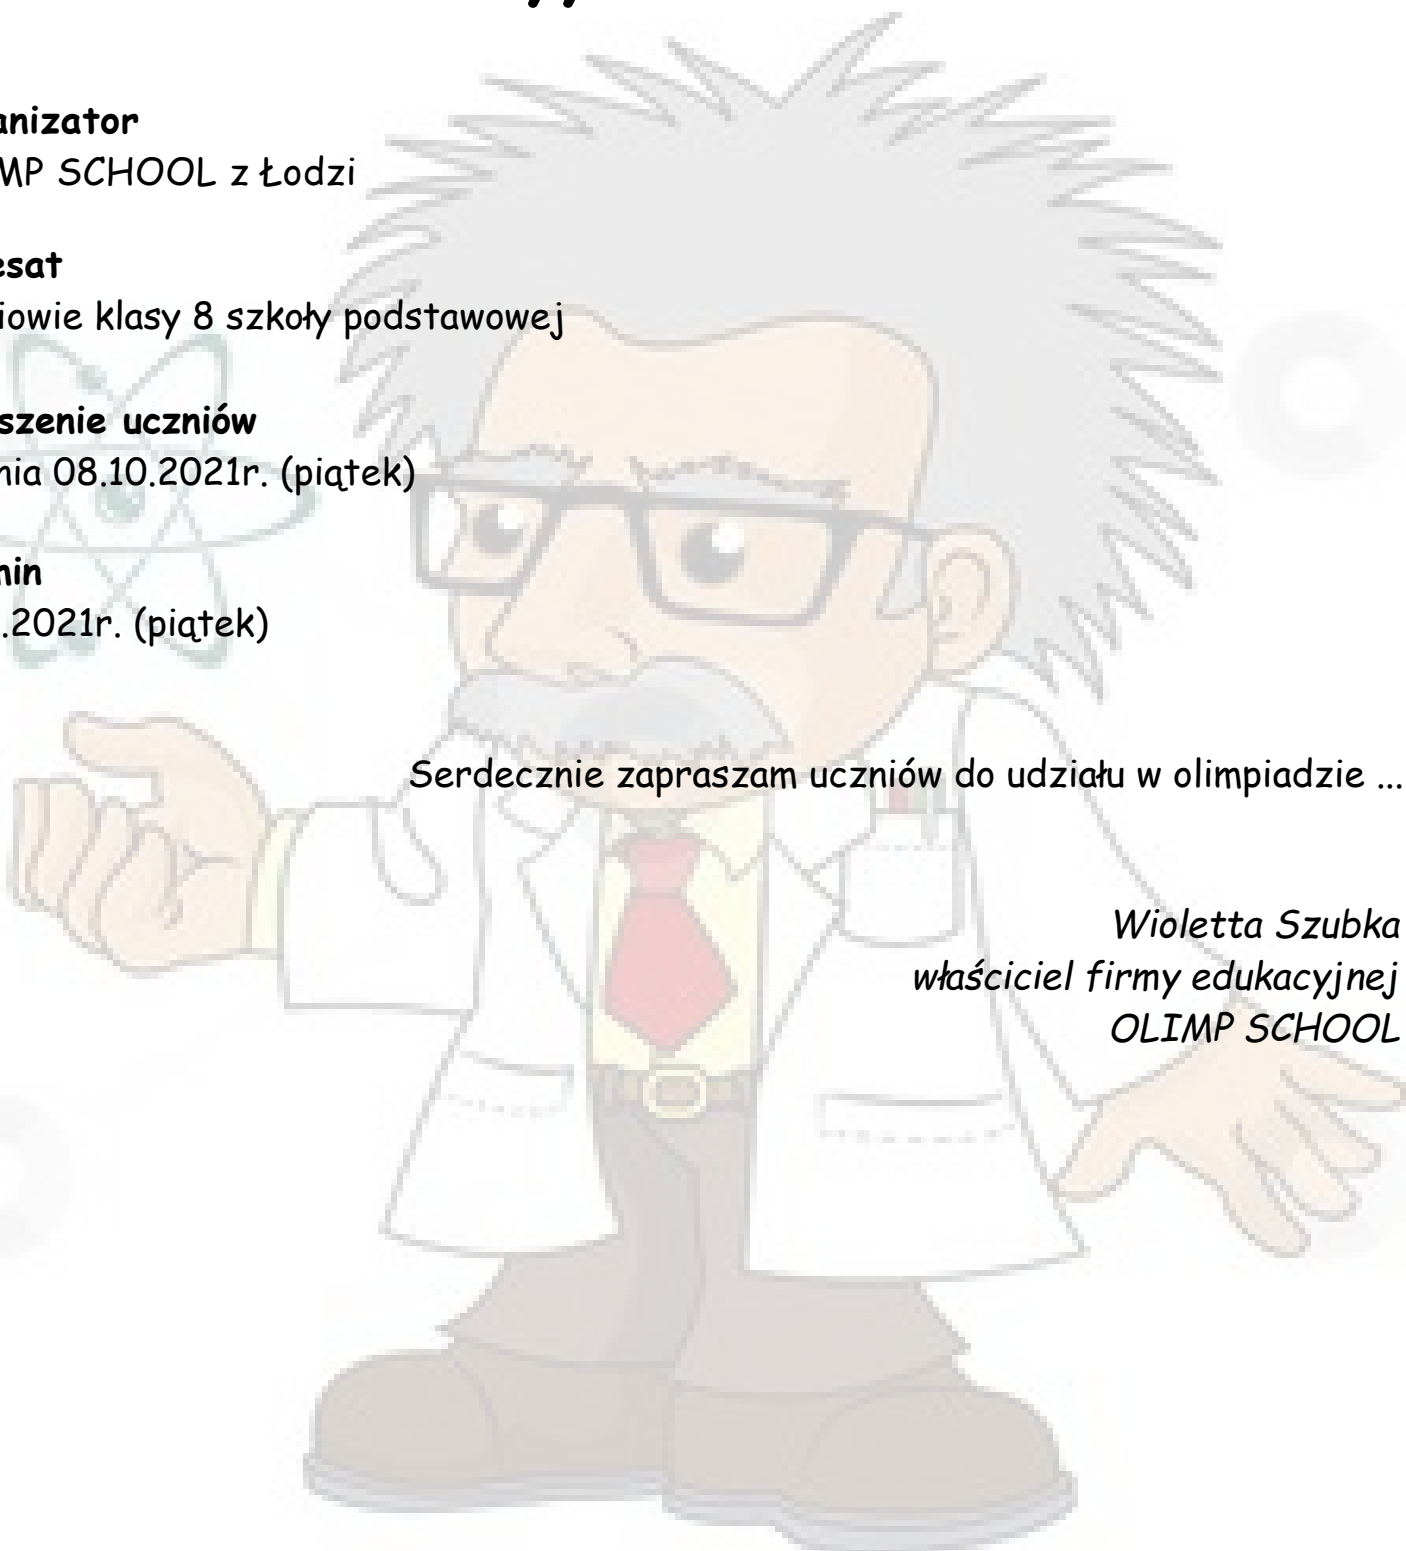 anizator
MP SCHOOL z Łodzi
esat
iowie klasy 8 szkoły podstawowej
szenie uczniów
nia 08.10.2021r. (piątek)
min
.2021r. (piątek)
Serdecznie zapraszam uczniów do udziału w olimpiadzie ...
Wioletta Szubka
właściciel firmy edukacyjnej
OLIMP SCHOOL